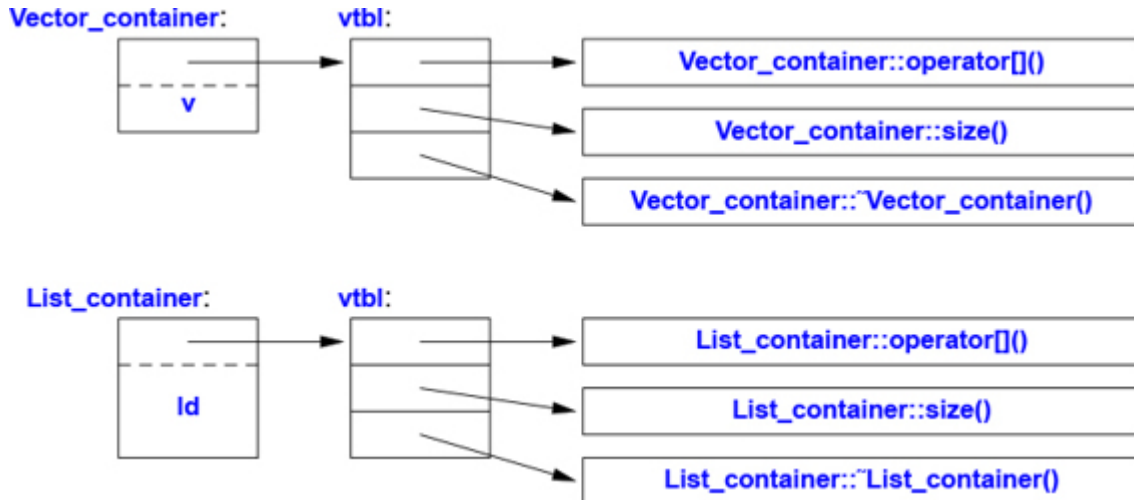 Vector_container: vtbl:
Vector_container::operator[]()
v
Vector_container::size()
Vector_container::~Vector_container()
List_container: vtbl:
List_container::operator[]()
ld
List_container::size()
List_container::~List_container()